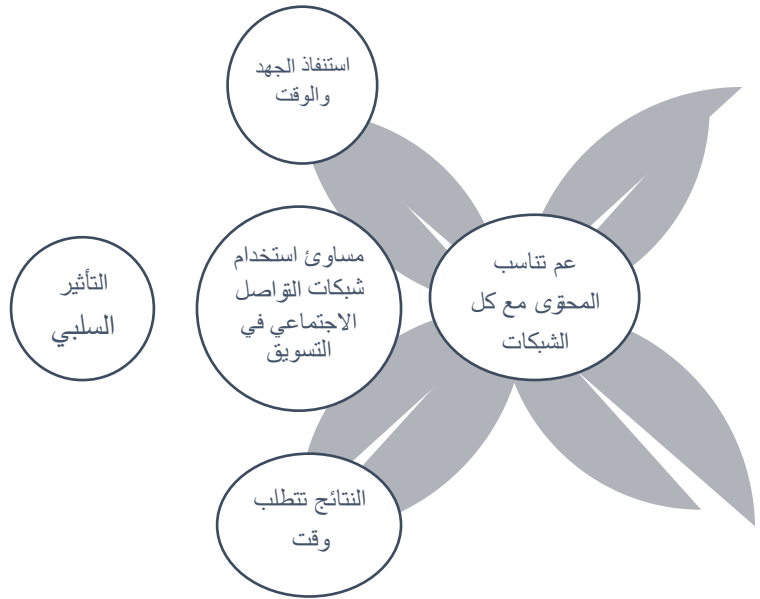 استنفاذ الجهد
والوقت
عم تناسب
المحتوى مع كل
الشبكات
مساوئ استخدام
شبكات التواصل
الاجتماعي في
التسويق
التأثير
السلبي
النتائج تتطلب
وقت